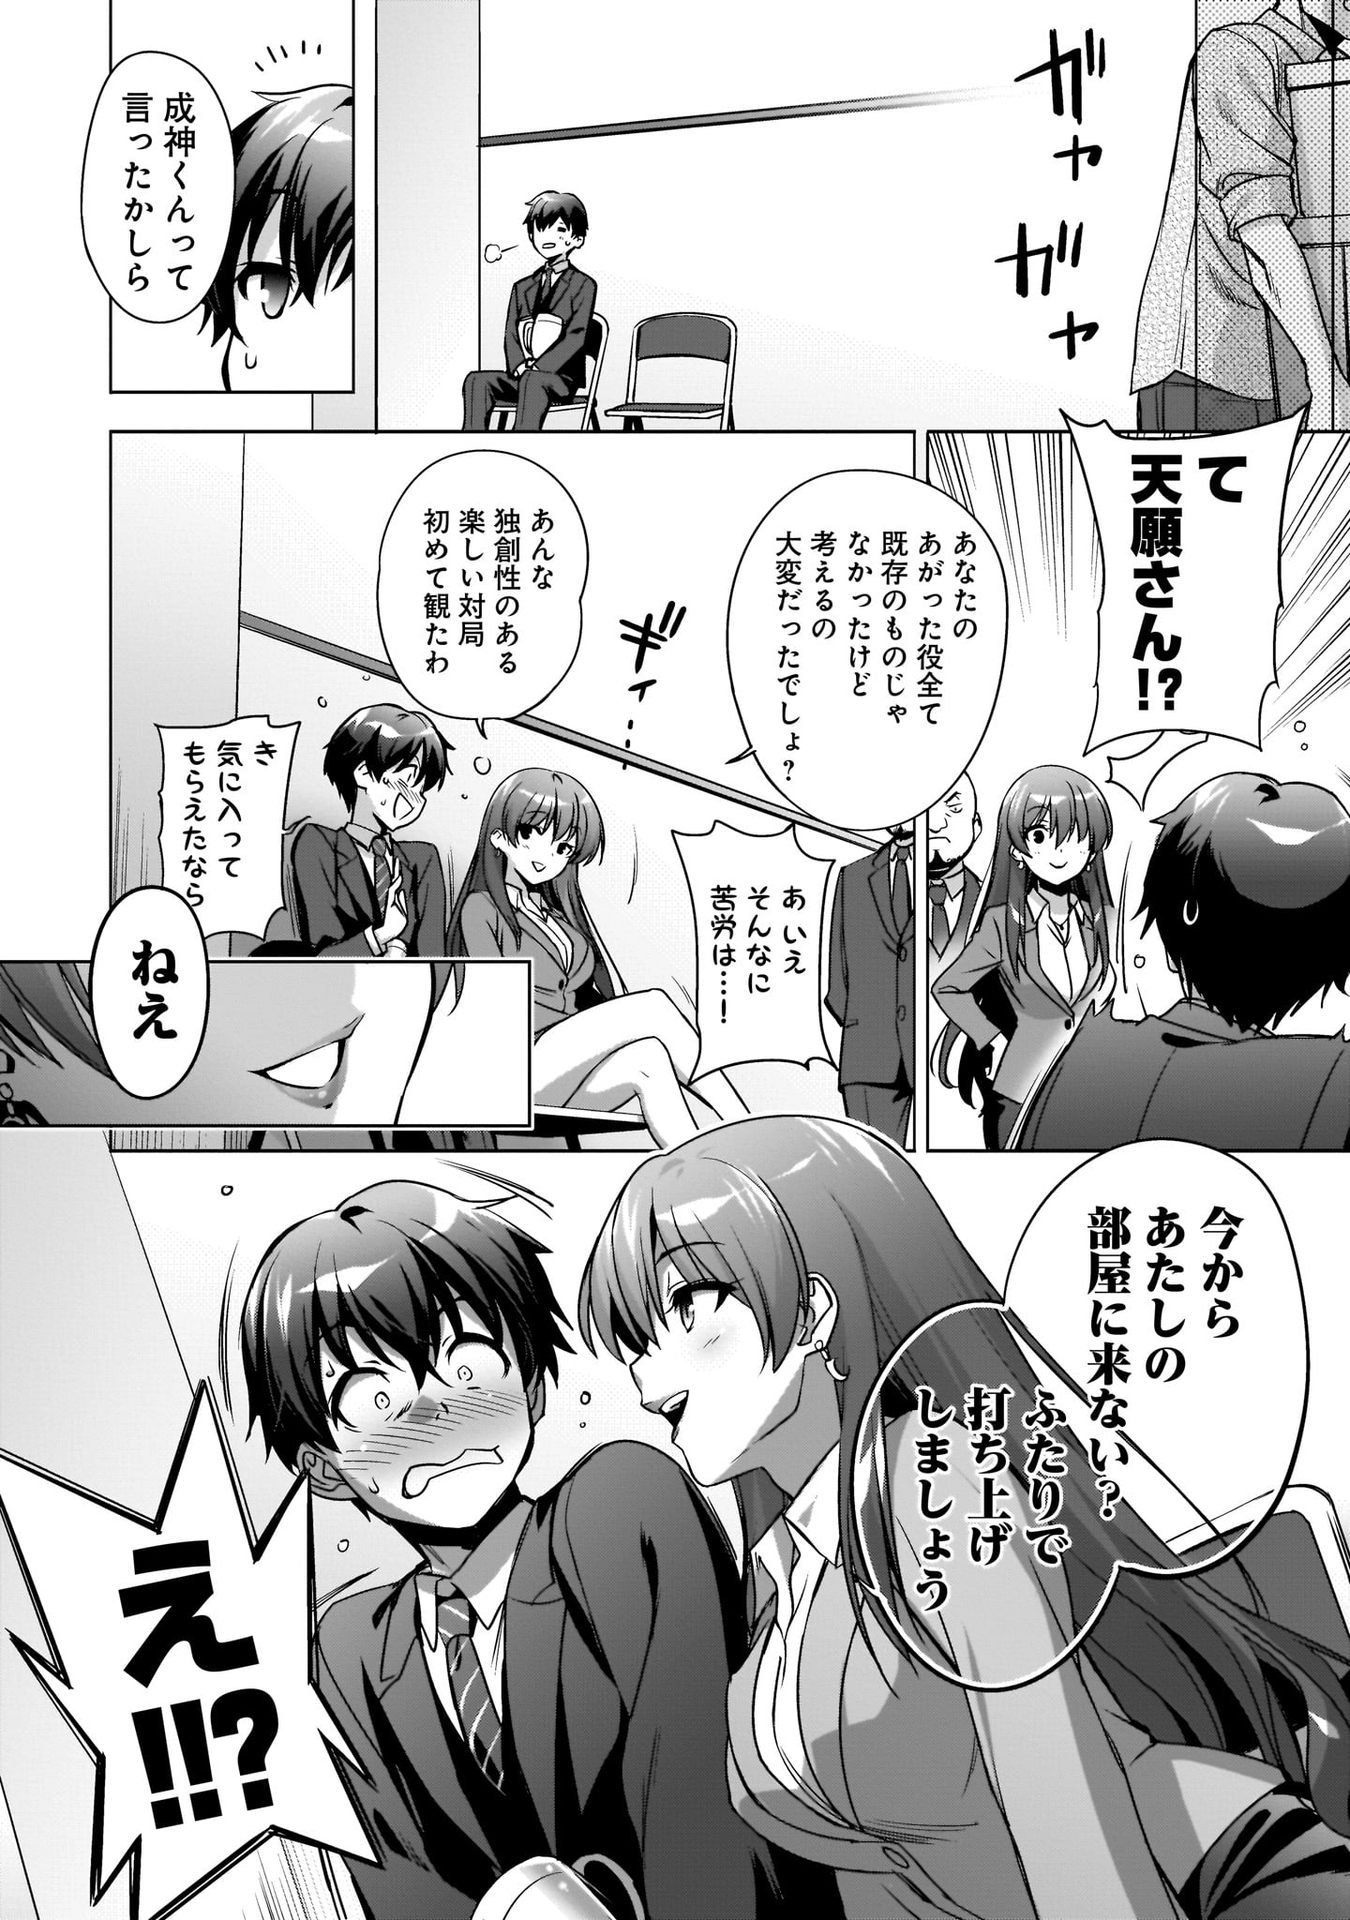 ガヤ
ガヤ
成神くんって
言ったかしら
て
天願さん!?
あなたの
あがった役全て
既存のものじゃ
なかったけど
考えるの
大変だったでしょ?
あ いえ
そんなに
苦労は…!
ギィ…
あんな
独創性のある
楽しい対局
初めて観たわ
き
気に入って
もらえたなら
ねえ
今から
あたしの
部屋に来ない?
ふたりで
打ち上げ
しましょう
え!!?